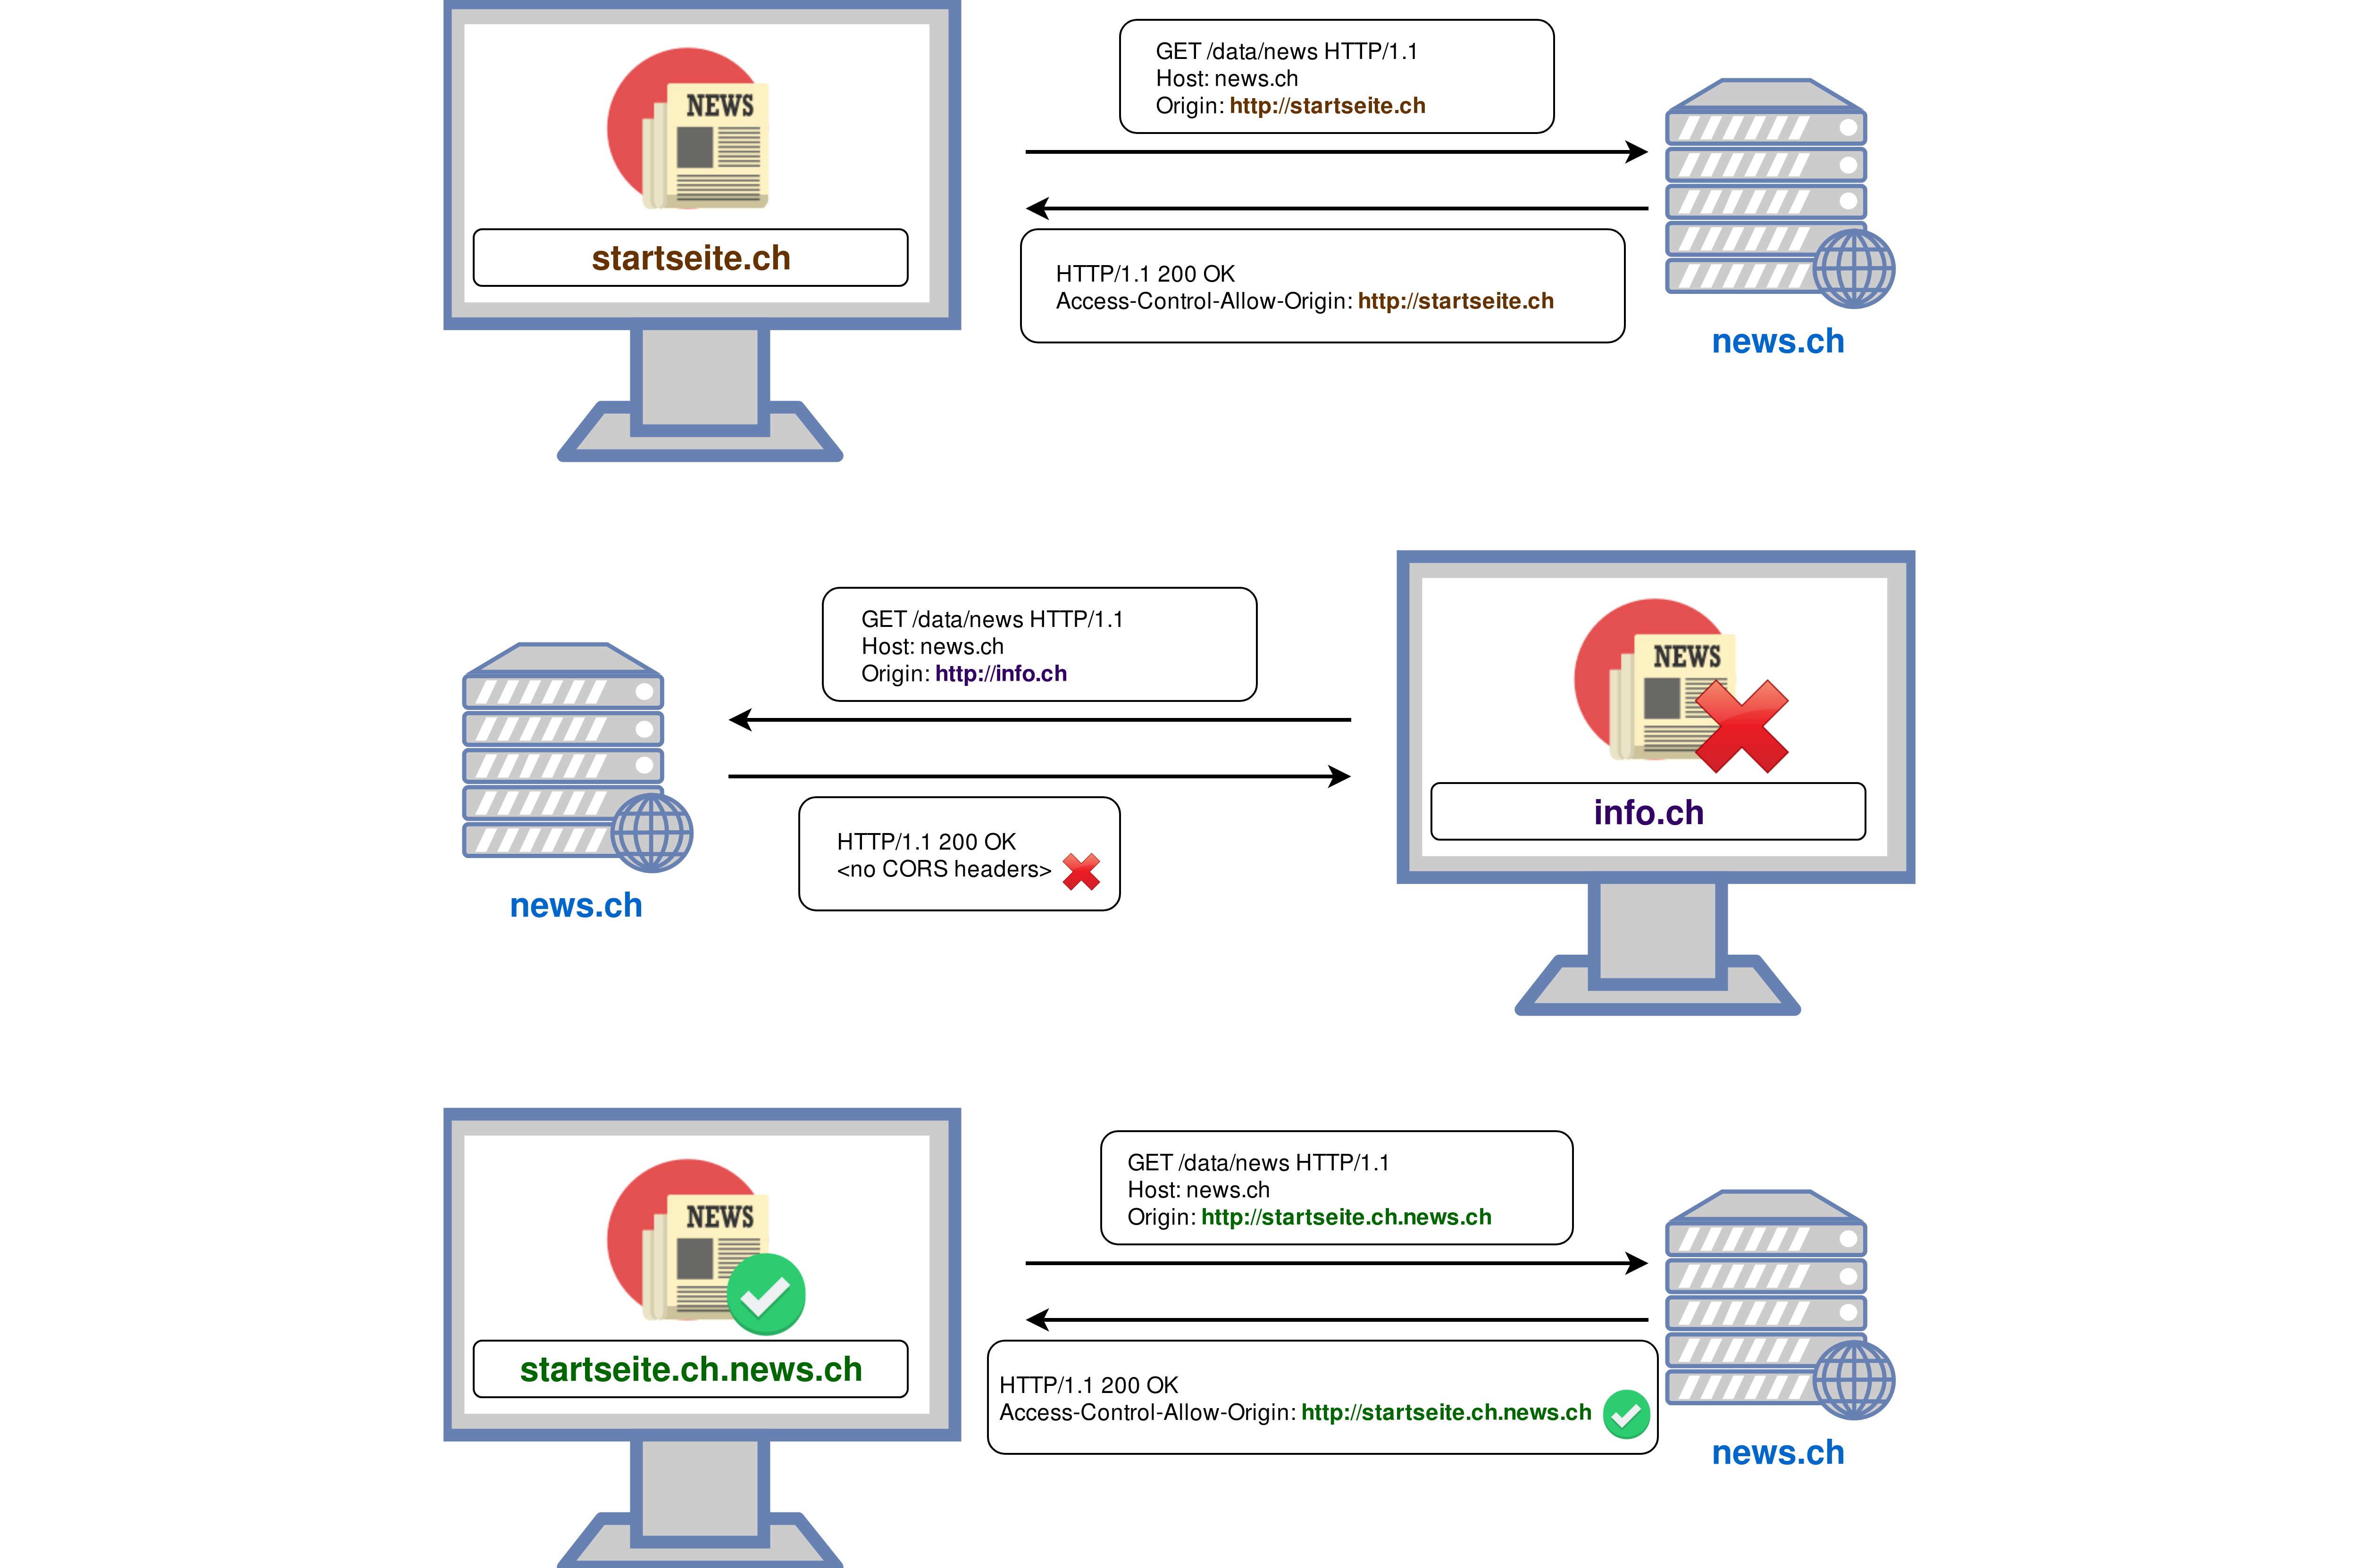 NEWS
startseite.ch
GET /data/news HTTP/1.1
Host: news.ch
Origin: http://startseite.ch
HTTP/1.1 200 OK
Access-Control-Allow-Origin: http://startseite.ch
news.ch
GET /data/news HTTP/1.1
Host: news.ch
Origin: http://info.ch
HTTP/1.1 200 OK
<no CORS headers>
news.ch
NEWS
info.ch
NEWS
startseite.ch.news.ch
GET /data/news HTTP/1.1
Host: news.ch
Origin: http://startseite.ch.news.ch
HTTP/1.1 200 OK
Access-Control-Allow-Origin: http://startseite.ch.news.ch
news.ch